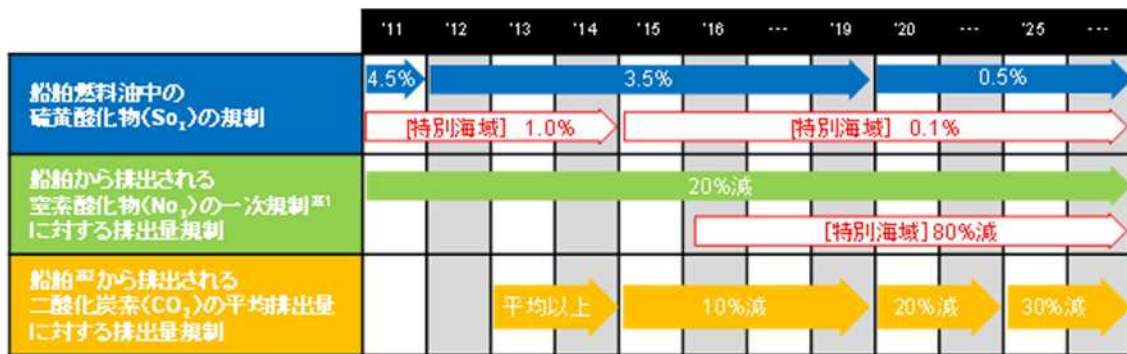 '11 '12 '13 '14 '15 '16 --- '19 '20 --- '25 ---
船舶燃料油中の
硫黄酸化物(Sox)の規制
4.5% 3.5% 0.5%
[特別海域] 1.0% [特別海域] 0.1%
船舶から排出される
窒素酸化物(Nox)の一次規制※1
に対する排出量規制
20%減
[特別海域]80%減
船舶※2から排出される
二酸化炭素(CO2)の平均排出量
に対する排出量規制
平均以上 10%減 20%減 30%減